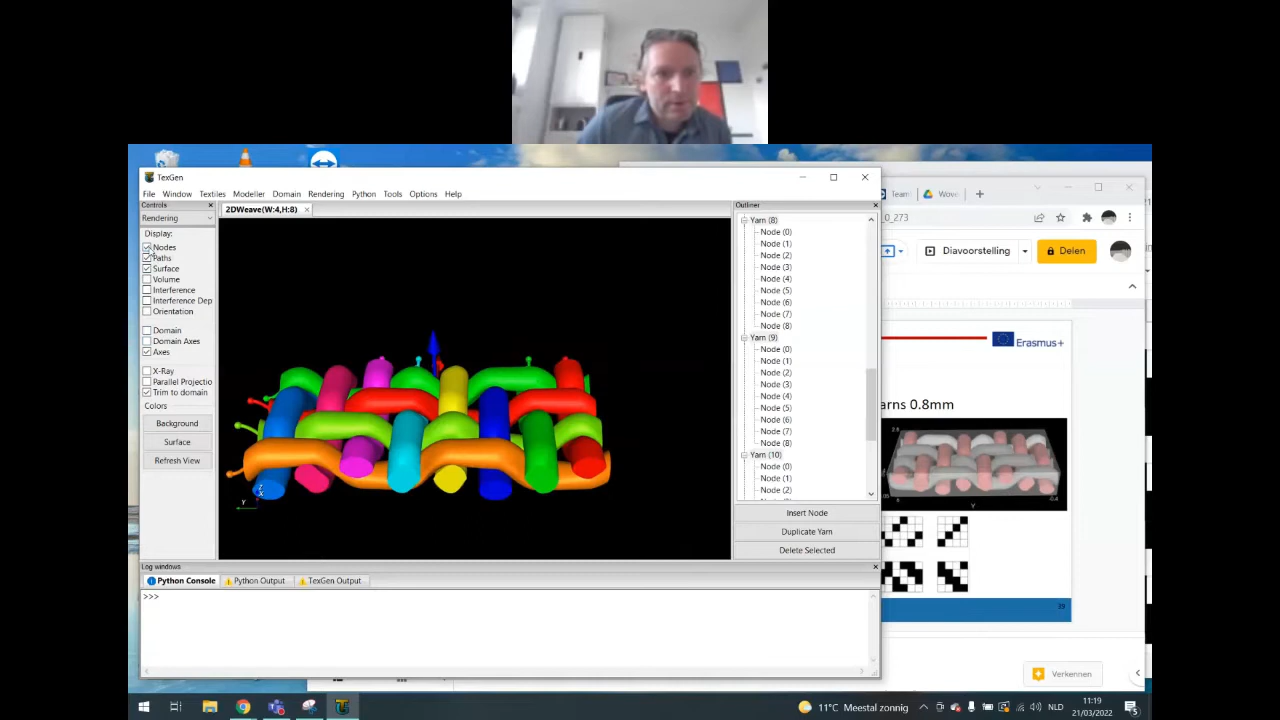 TexGen
File Window Textiles Modeller Domain Rendering Python Tools Options Help
Controls
Rendering
Display:
Nodes
Paths
Surface
Volume
Interference
Interference Dep
Orientation
Domain
Domain Axes
Axes
X-Ray
Parallel Projectio
Trim to domain
Colors
Background
Surface
Refresh View
2DWeave(W:4,H:8)
Z
X
Y
Outliner
Yarn (8)
Node (0)
Node (1)
Node (2)
Node (3)
Node (4)
Node (5)
Node (6)
Node (7)
Node (8)
Yarn (9)
Node (0)
Node (1)
Node (2)
Node (3)
Node (4)
Node (5)
Node (6)
Node (7)
Node (8)
Yarn (10)
Node (0)
Node (1)
Node (2)
Insert Node
Duplicate Yarn
Delete Selected
Log windows
Python Console Python Output TexGen Output
>>>
Team
Wov
_0_273
Diavoorstelling
Delen
Erasmus+
arns 0.8mm
Y
39
Verkennen
11°C Meestal zonnig
NLD
11:19
21/03/2022
5